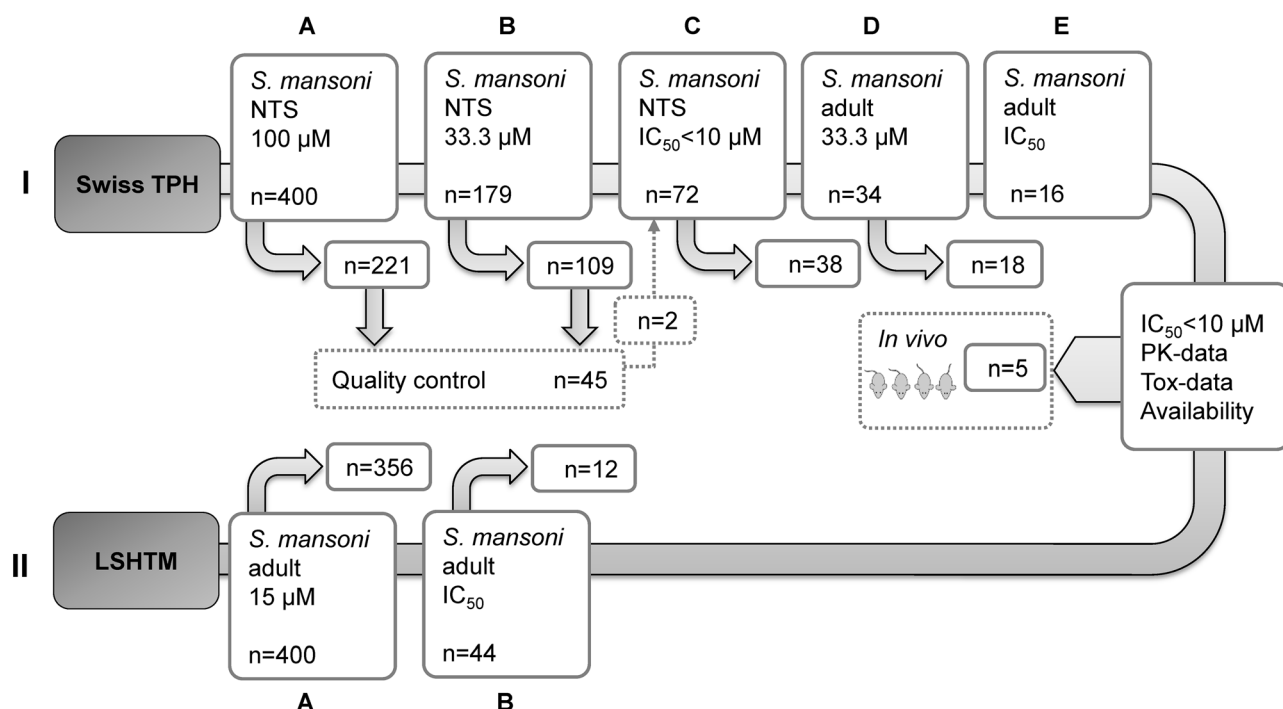 A
B
C
D
E
I
Swiss TPH
S. mansoni
NTS
100 µM
n=400
S. mansoni
NTS
33.3 µM
n=179
S. mansoni
NTS
IC50<10 µM
n=72
S. mansoni
adult
33.3 µM
n=34
S. mansoni
adult
IC50
n=16
n=221
n=109
n=38
n=18
n=2
Quality control n=45
In vivo
n=5
IC50<10 µM
PK-data
Tox-data
Availability
n=356
n=12
II
LSHTM
S. mansoni
adult
15 µM
n=400
S. mansoni
adult
IC50
n=44
A
B